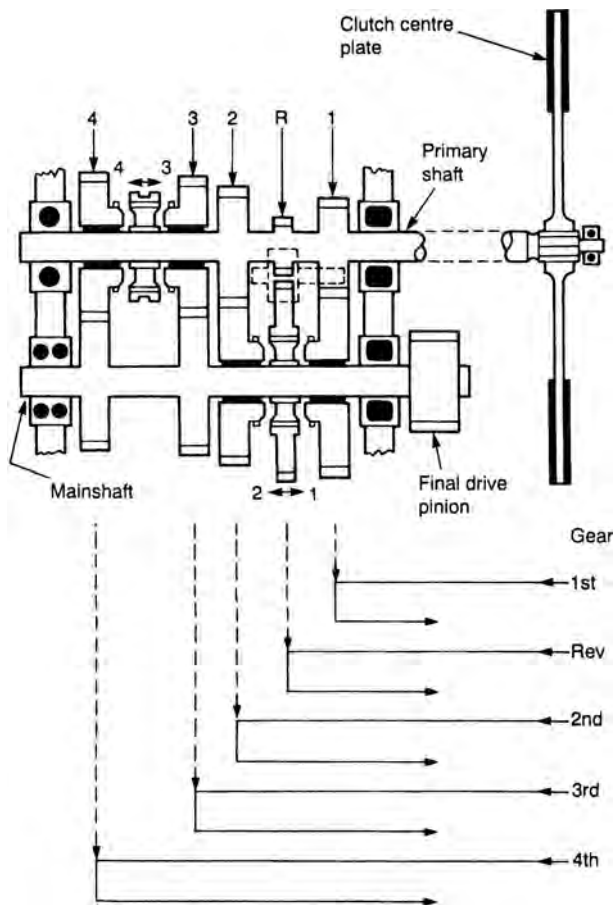 Clutch centre
plate
4 3 2 R 1
4 3
Primary
shaft
Mainshaft
2 1
Final drive
pinion
Gear
1st
Rev
2nd
3rd
4th